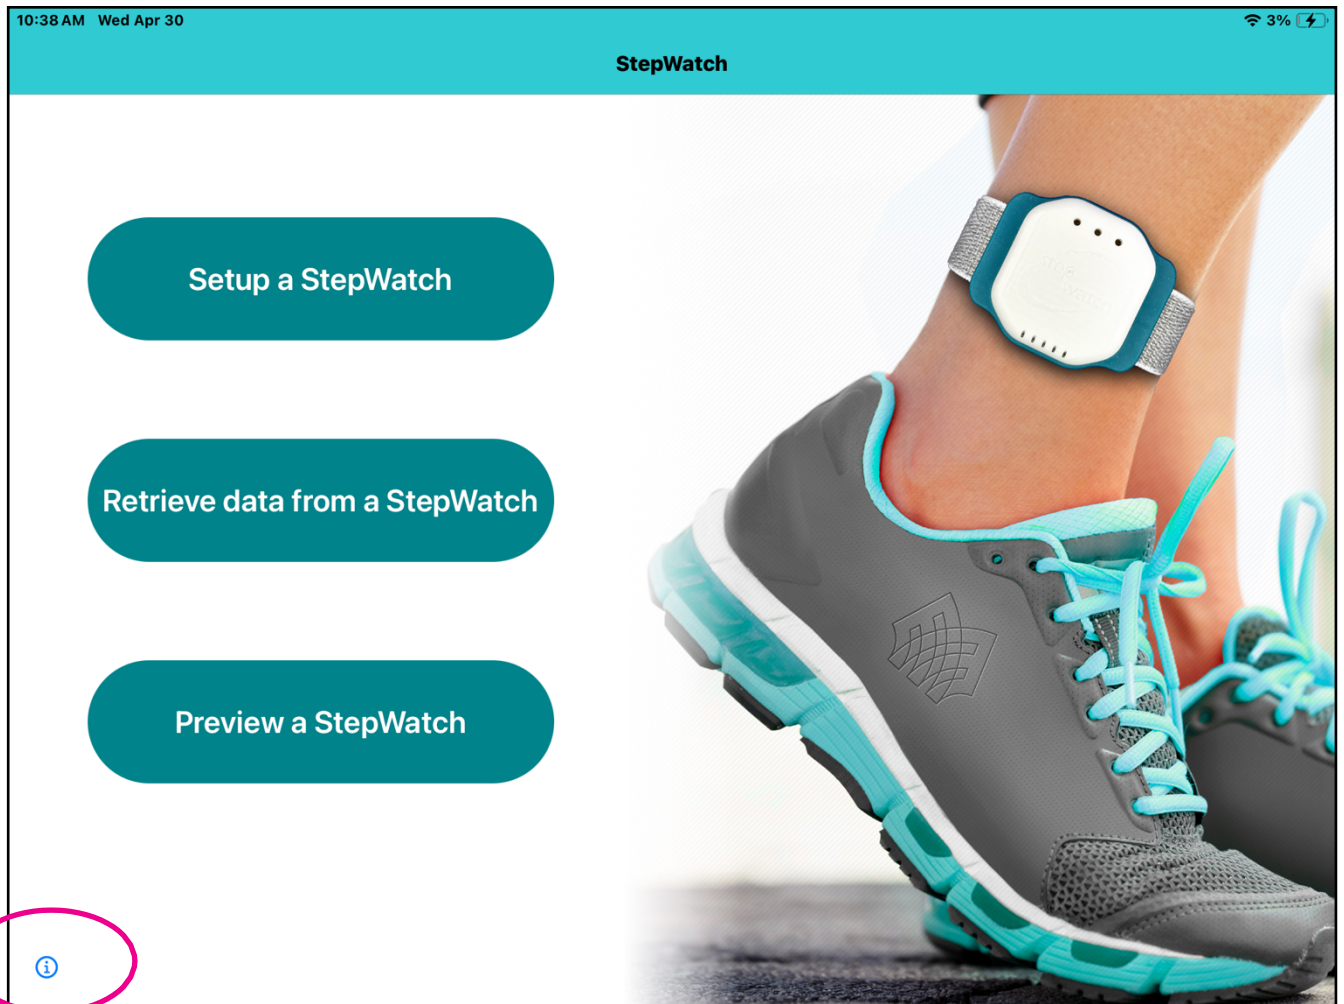 10:38 AM Wed Apr 30
3%
StepWatch
Setup a StepWatch
Retrieve data from a StepWatch
Preview a StepWatch